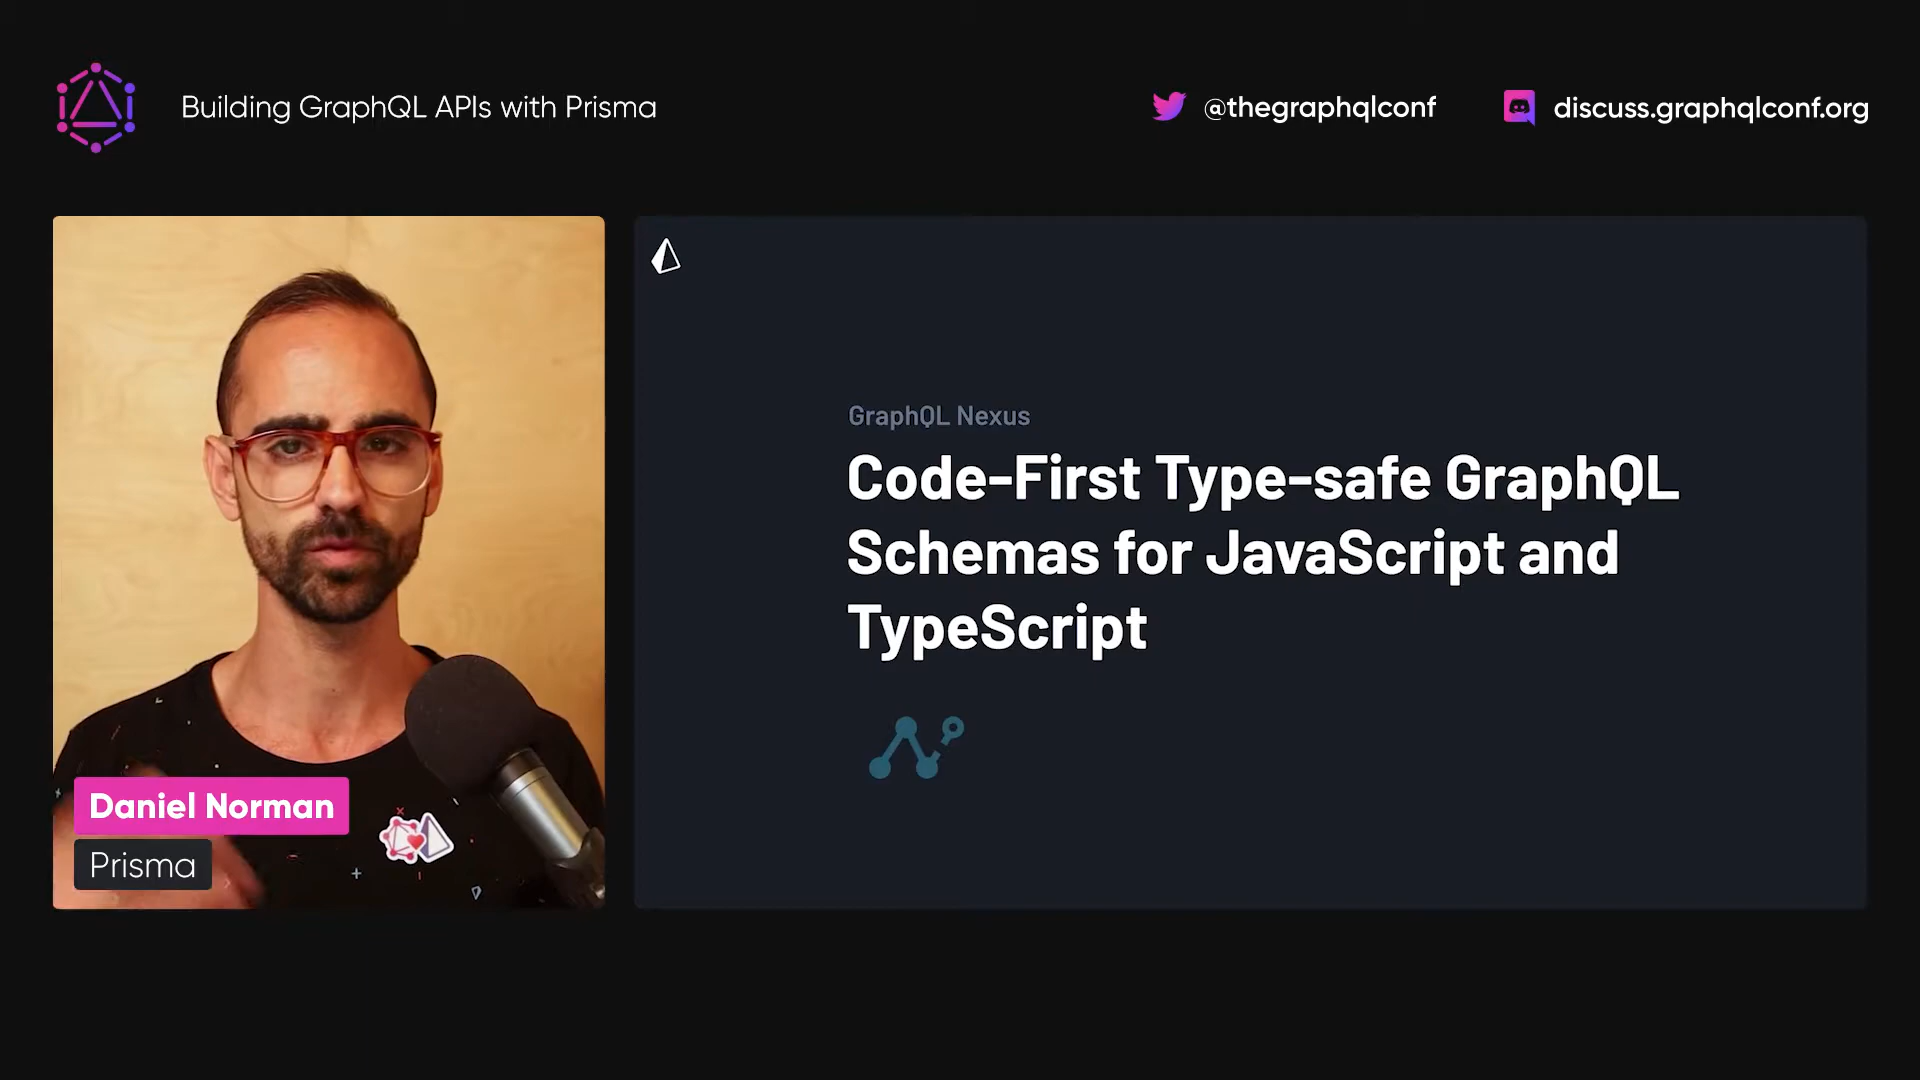 Building GraphQL APIs with Prisma
@thegraphqlconf
discuss.graphqlconf.org
GraphQL Nexus
Code-First Type-safe GraphQL
Schemas for JavaScript and
TypeScript
Daniel Norman
Prisma